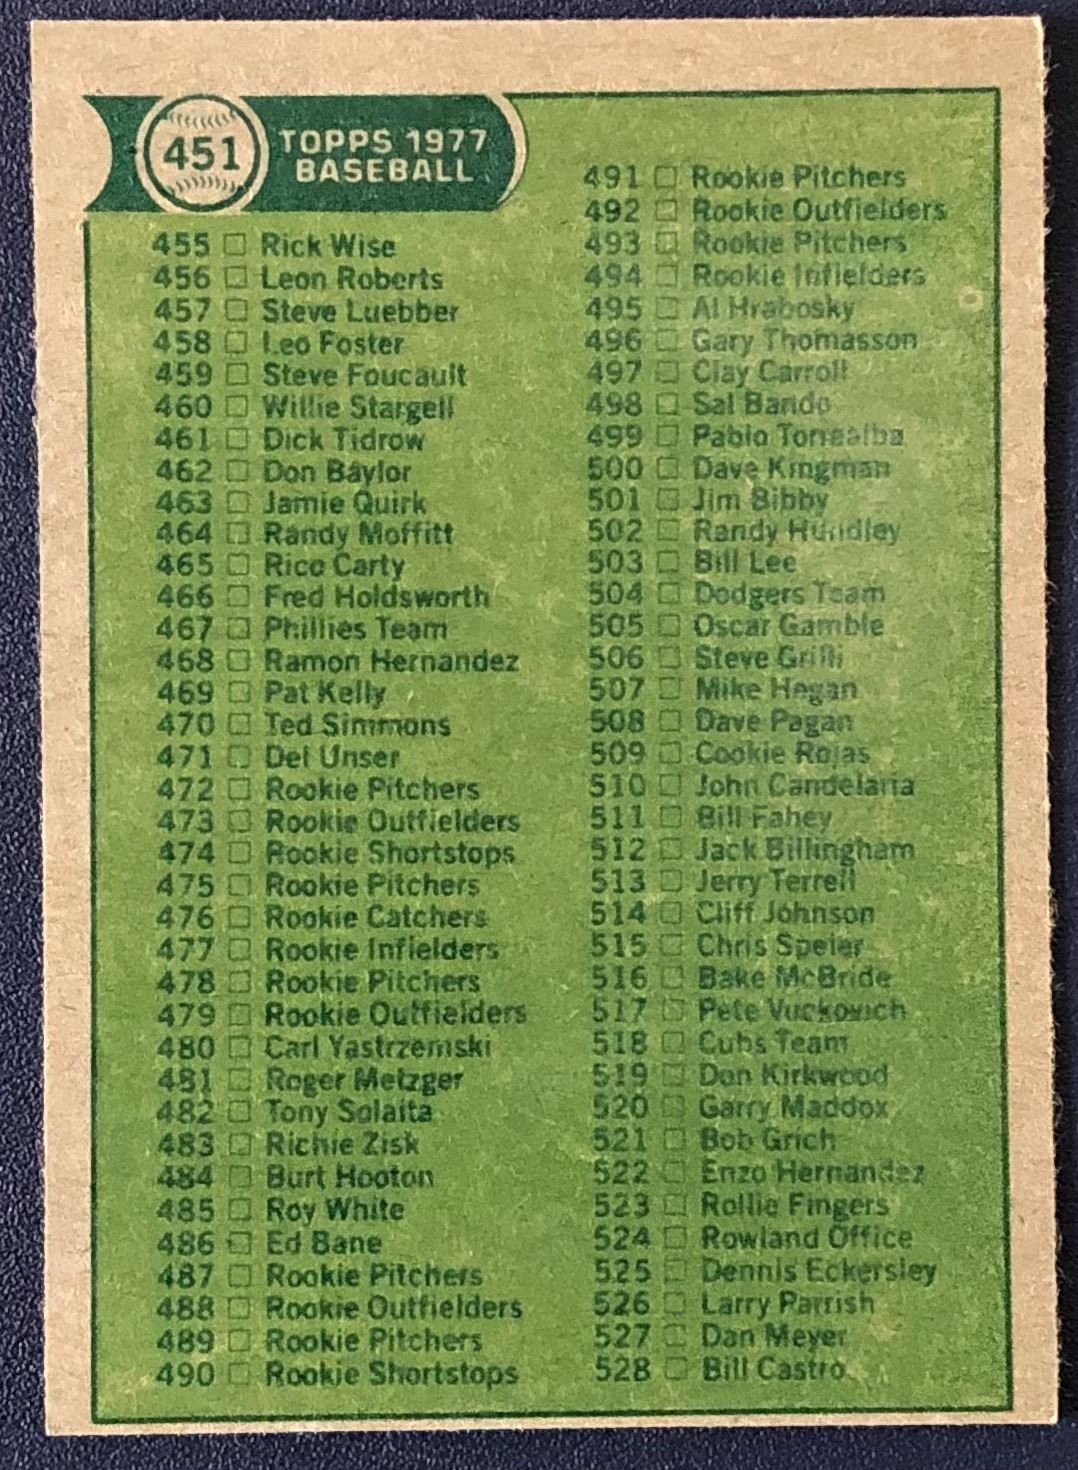 451
TOPPS 1977
BASEBALL
455 Rick Wise
456 Leon Roberts
457 Steve Luebber
458 Leo Foster
459 Steve Foucault
460 Willie Stargell
461 Dick Tidrow
462 Don Baylor
463 Jamie Quirk
464 Randy Moffitt
465 Rico Carty
466 Fred Holdsworth
467 Phillies Team
468 Ramon Hernandez
469 Pat Kelly
470 Ted Simmons
471 Del Unser
472 Rookie Pitchers
473 Rookie Outfielders
474 Rookie Shortstops
475 Rookie Pitchers
476 Rookie Catchers
477 Rookie Infielders
478 Rookie Pitchers
479 Rookie Outfielders
480 Carl Yastrzemski
481 Roger Metzger
482 Tony Solaita
483 Richie Zisk
484 Burt Hooton
485 Roy White
486 Ed Bane
487 Rookie Pitchers
488 Rookie Outfielders
489 Rookie Pitchers
490 Rookie Shortstops
491 Rookie Pitchers
492 Rookie Outfielders
493 Rookie Pitchers
494 Rookie Infielders
495 Al Hrabosky
496 Gary Thomasson
497 Clay Carroll
498 Sal Bando
499 Pablo Torrealba
500 Dave Kingman
501 Jim Bibby
502 Randy Hundley
503 Bill Lee
504 Dodgers Team
505 Oscar Gamble
506 Steve Grilli
507 Mike Hegan
508 Dave Pagan
509 Cookie Rojas
510 John Candelaria
511 Bill Fahey
512 Jack Billingham
513 Jerry Terrell
514 Cliff Johnson
515 Chris Speier
516 Bake McBride
517 Pete Vuckovich
518 Cubs Team
519 Don Kirkwood
520 Garry Maddox
521 Bob Grich
522 Enzo Hernandez
523 Rollie Fingers
524 Rowland Office
525 Dennis Eckersley
526 Larry Parrish
527 Dan Meyer
528 Bill Castro